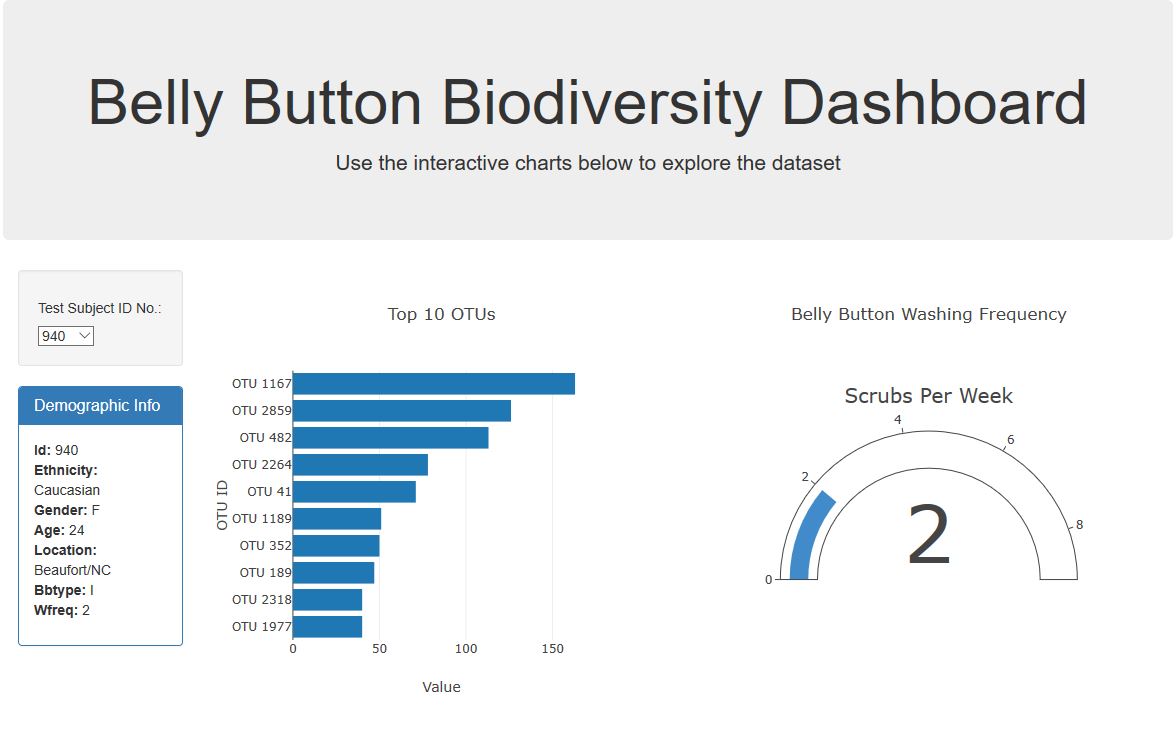 Belly Button Biodiversity Dashboard
Use the interactive charts below to explore the dataset
Test Subject ID No.:
940
Demographic Info
Id: 940
Ethnicity:
Caucasian
Gender: F
Age: 24
Location:
Beaufort/NC
Bbtype: I
Wfreq: 2
Top 10 OTUs
OTU ID
OTU 1167
OTU 2859
OTU 482
OTU 2264
OTU 41
OTU 1189
OTU 352
OTU 189
OTU 2318
OTU 1977
0 50 100 150
Value
Belly Button Washing Frequency
Scrubs Per Week
0
2
4
6
8
2